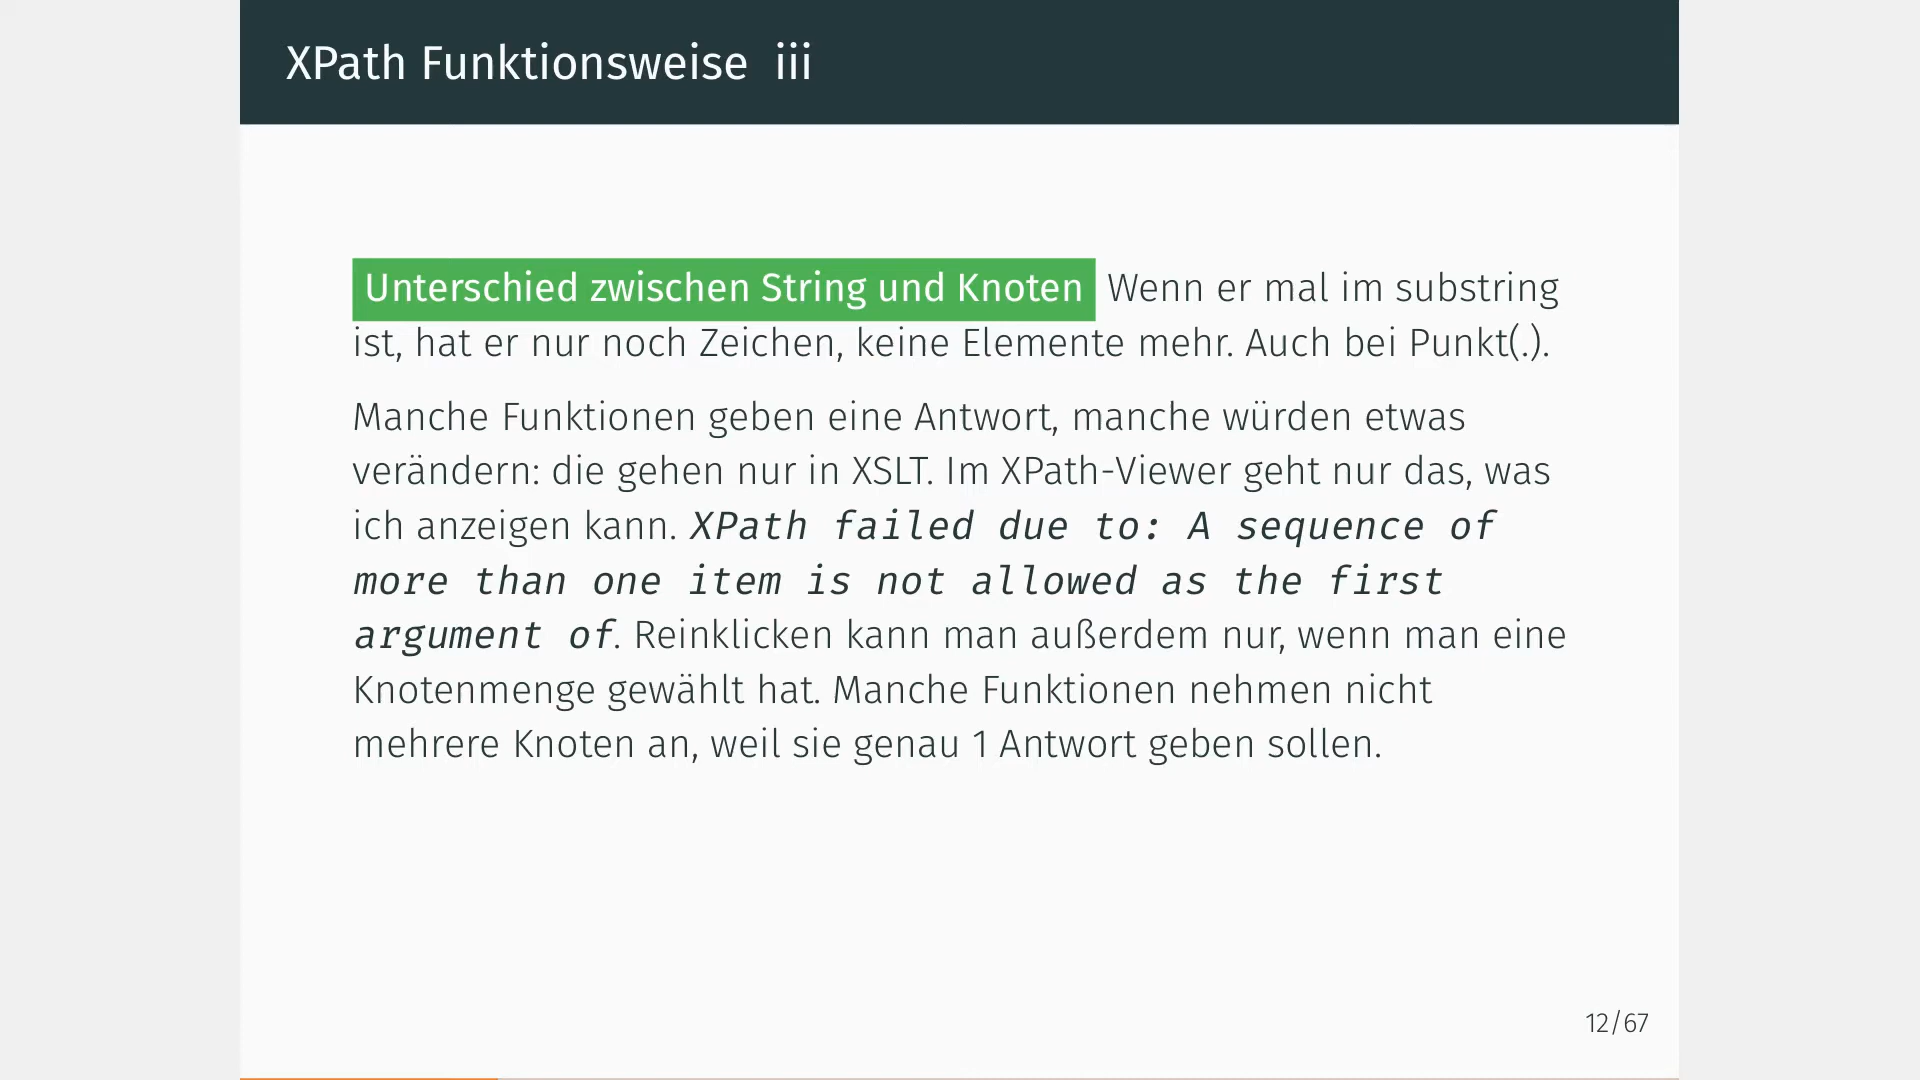 XPath Funktionsweise iii
Unterschied zwischen String und Knoten Wenn er mal im substring
ist, hat er nur noch Zeichen, keine Elemente mehr. Auch bei Punkt(.).
Manche Funktionen geben eine Antwort, manche würden etwas
verändern: die gehen nur in XSLT. Im XPath-Viewer geht nur das, was
ich anzeigen kann. XPath failed due to: A sequence of
more than one item is not allowed as the first
argument of. Reinklicken kann man außerdem nur, wenn man eine
Knotenmenge gewählt hat. Manche Funktionen nehmen nicht
mehrere Knoten an, weil sie genau 1 Antwort geben sollen.
12/67